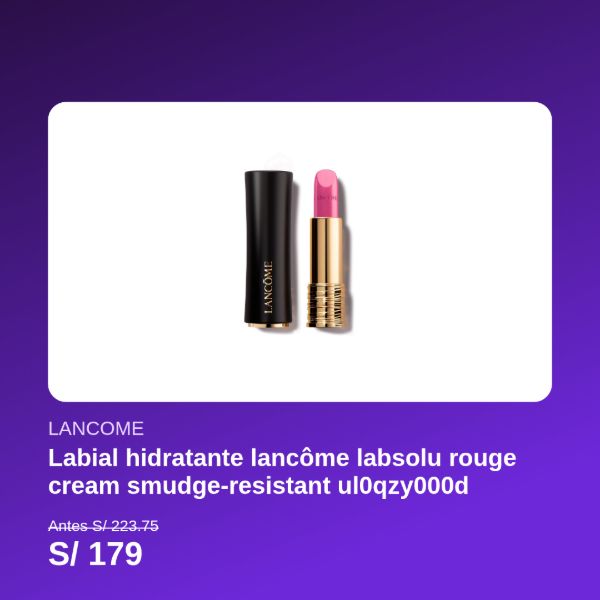 LANCÔME
LANCOME
Labial hidratante lancôme labsolu rouge
cream smudge-resistant ul0qzy000d
Antes S/ 223.75
S/ 179